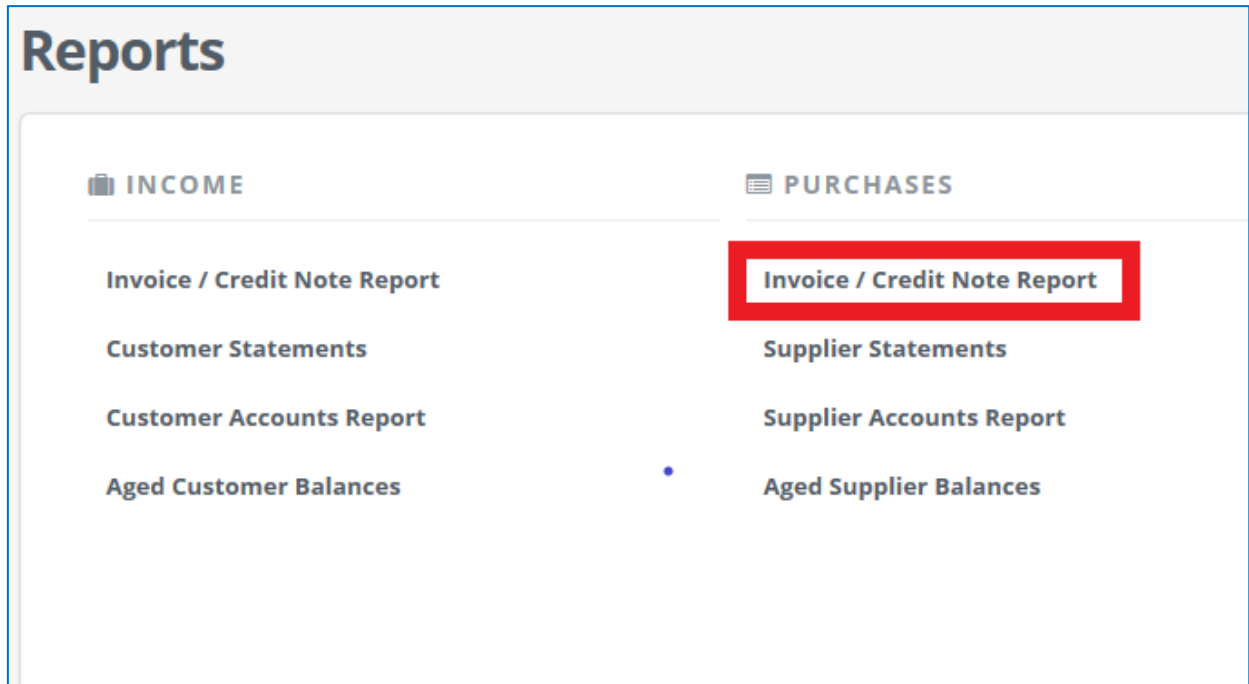 Reports
INCOME
Invoice / Credit Note Report
Customer Statements
Customer Accounts Report
Aged Customer Balances
PURCHASES
Invoice / Credit Note Report
Supplier Statements
Supplier Accounts Report
Aged Supplier Balances